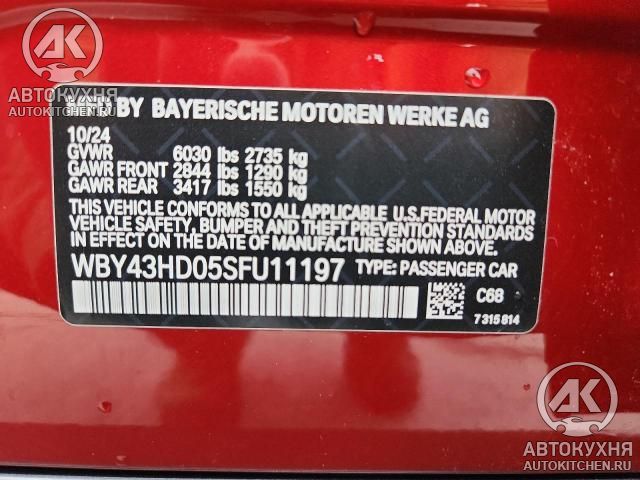 AK
АВТОКУХНЯ
AUTOKITCHEN.RU
BY BAYERISCHE MOTOREN WERKE AG
10/24
GVWR 6030 lbs 2735 kg
GAWR FRONT 2844 lbs 1290 kg
GAWR REAR 3417 lbs 1550 kg
THIS VEHICLE CONFORMS TO ALL APPLICABLE U.S.FEDERAL MOTOR
VEHICLE SAFETY, BUMPER AND THEFT PREVENTION STANDARDS
IN EFFECT ON THE DATE OF MANUFACTURE SHOWN ABOVE.
WBY43HD05SFU11197 TYPE: PASSENGER CAR
C68
7 315 814
AK
АВТОКУХНЯ
AUTOKITCHEN.RU